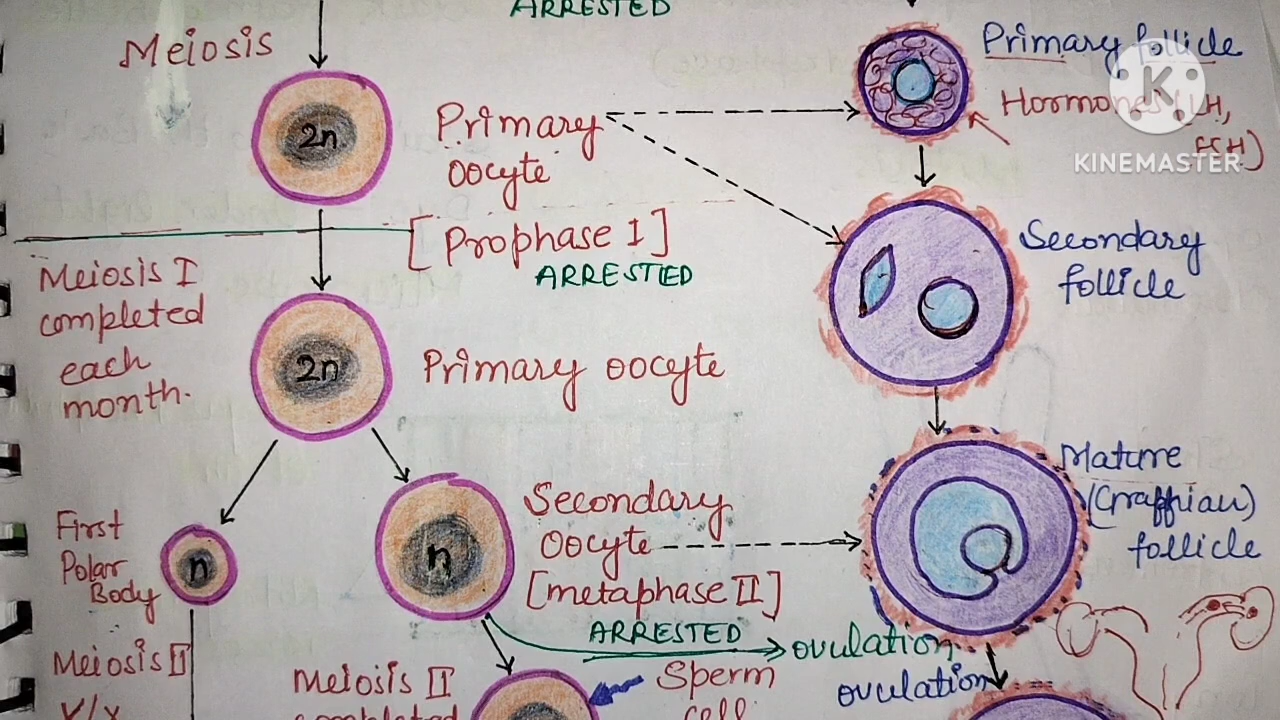 ARRESTED
Meiosis
2n
Primary
oocyte
[Prophase I]
ARRESTED
Primary follicle
Hormones (LH,
FSH)
K
KINEMASTER
Secondary
follicle
Meiosis I
completed
each
month.
2n
Primary oocyte
Mature
(Graffian)
follicle
First
Polar
Body
n
n
Secondary
oocyte
[metaphase II]
ARRESTED
ovulation
ovulation
Meiosis II
Meiosis II
completed
Sperm
cell